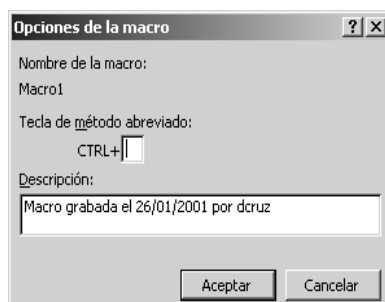 Opciones de la macro
Nombre de la macro:
Macro1
Tecla de método abreviado:
CTRL+
Descripción:
Macro grabada el 26/01/2001 por dcruz
Aceptar
Cancelar